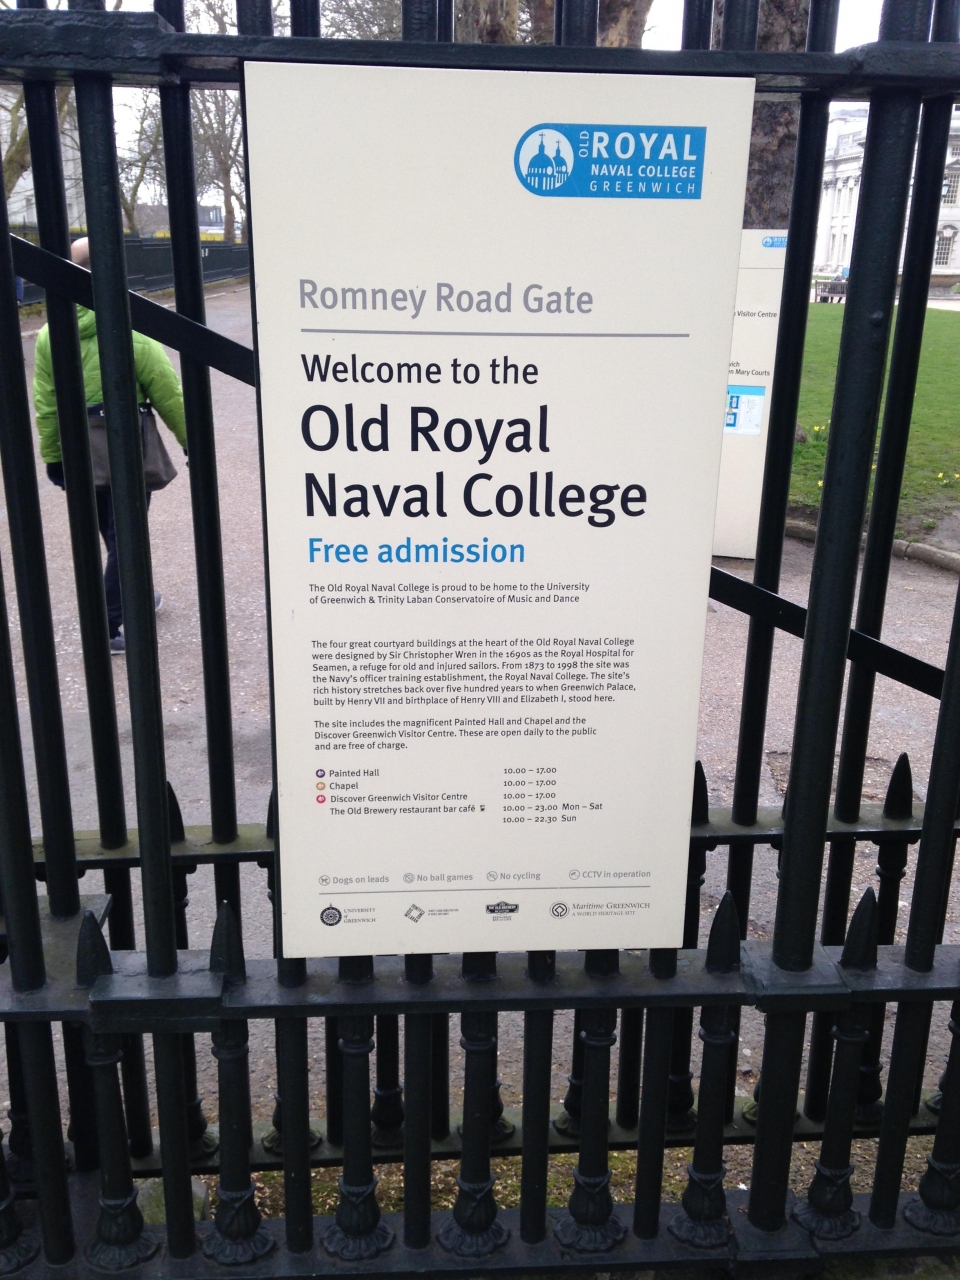 OLD ROYAL
NAVAL COLLEGE
GREENWICH
Romney Road Gate
Welcome to the
Old Royal
Naval College
Free admission
The Old Royal Naval College is proud to be home to the University
of Greenwich & Trinity Laban Conservatoire of Music and Dance
The four great courtyard buildings at the heart of the Old Royal Naval College
were designed by Sir Christopher Wren in the 1690s as the Royal Hospital for
Seamen, a refuge for old and injured sailors. From 1873 to 1998 the site was
the Navy's officer training establishment, the Royal Naval College. The site's
rich history stretches back over five hundred years to when Greenwich Palace,
built by Henry VII and birthplace of Henry VIII and Elizabeth I, stood here.
The site includes the magnificent Painted Hall and Chapel and the
Discover Greenwich Visitor Centre. These are open daily to the public
and are free of charge.
Painted Hall 10.00 – 17.00
Chapel 10.00 – 17.00
Discover Greenwich Visitor Centre 10.00 – 17.00
The Old Brewery restaurant bar café 10.00 – 23.00 Mon – Sat
10.00 – 22.30 Sun
Dogs on leads No ball games No cycling CCTV in operation
UNIVERSITY
of
GREENWICH
THE OLD BREWERY
MARITIME GREENWICH
A WORLD HERITAGE SITE
Visitor Centre
Mary Courts